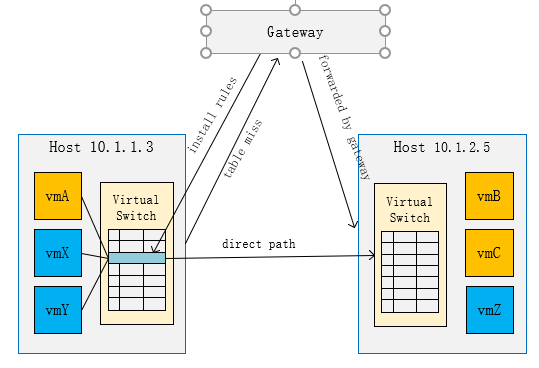 Gateway
install rules
table miss
forwarded by gateway
Host 10.1.1.3
Host 10.1.2.5
vmA
vmX
vmY
Virtual
Switch
direct path
Virtual
Switch
vmB
vmC
vmZ